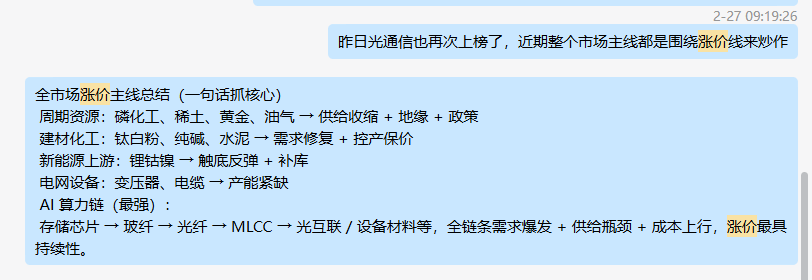 2-27 09:19:26
昨日光通信也再次上榜了，近期整个市场主线都是围绕涨价线来炒作
全市场涨价主线总结（一句话抓核心）
周期资源：磷化工、稀土、黄金、油气 → 供给收缩 + 地缘 + 政策
建材化工：钛白粉、纯碱、水泥 → 需求修复 + 控产保价
新能源上游：锂钴镍 → 触底反弹 + 补库
电网设备：变压器、电缆 → 产能紧缺
AI 算力链（最强）：
存储芯片 → 玻纤 → 光纤 → MLCC → 光互联 / 设备材料等，全链条需求爆发 + 供给瓶颈 + 成本上行，涨价最具
持续性。